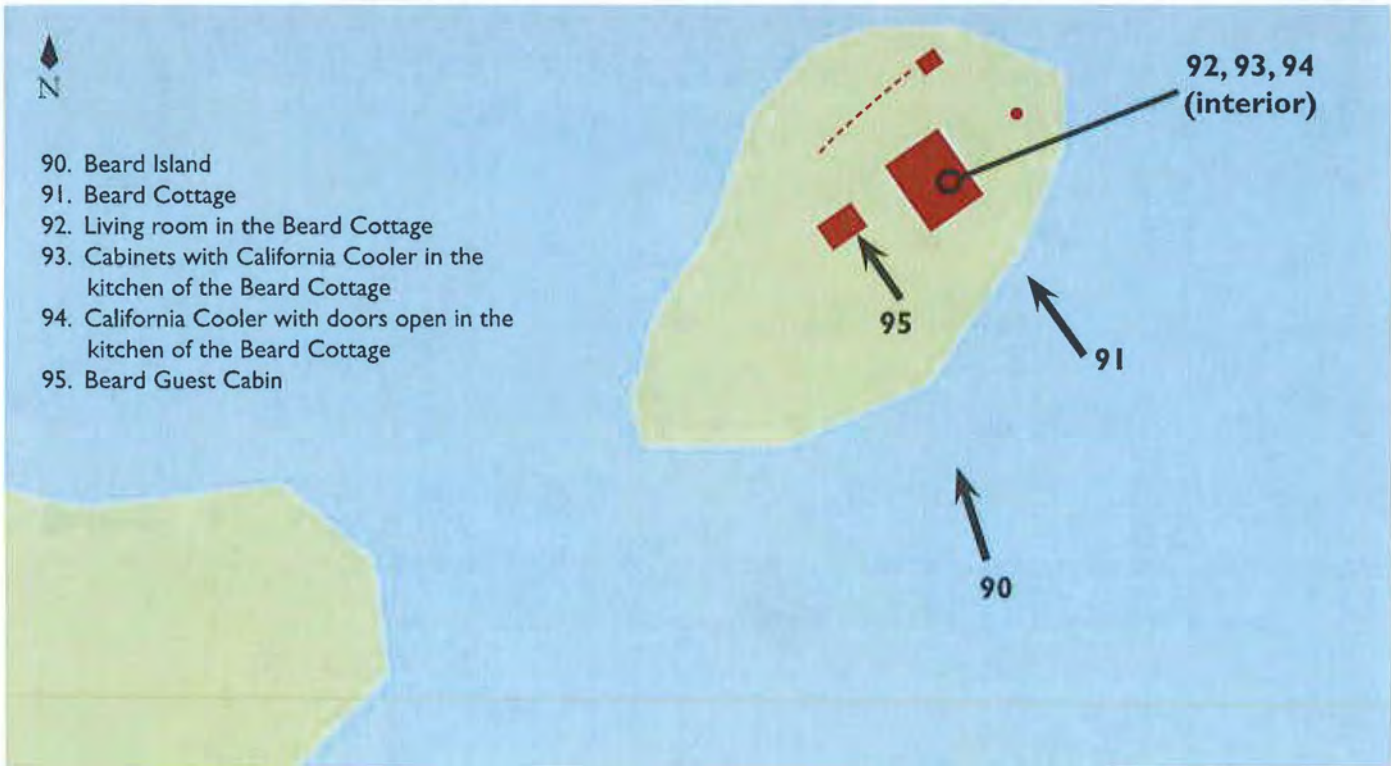 N
90. Beard Island
91. Beard Cottage
92. Living room in the Beard Cottage
93. Cabinets with California Cooler in the
kitchen of the Beard Cottage
94. California Cooler with doors open in the
kitchen of the Beard Cottage
95. Beard Guest Cabin
92, 93, 94
(interior)
95
91
90